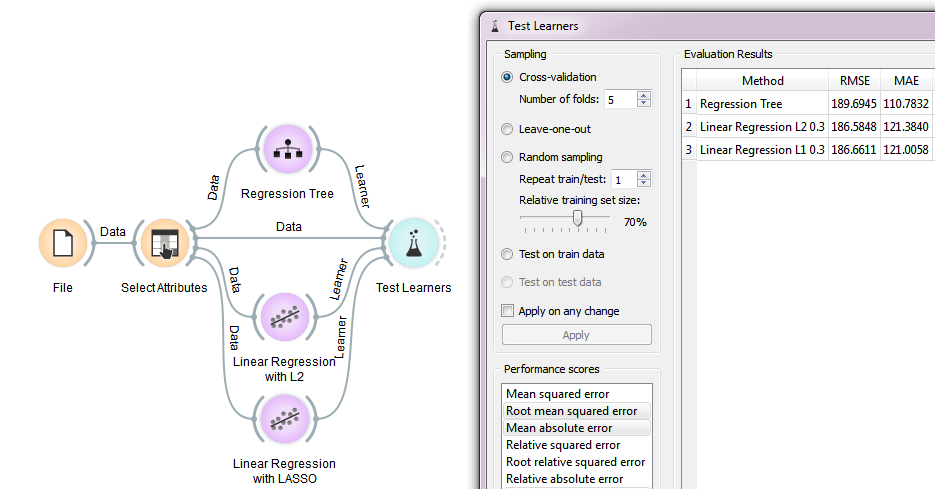 Data
File
Data
Select Attributes
Regression Tree
Learner
Data
Test Learners
Data
Learner
Linear Regression
with L2
Data
Learner
Linear Regression
with LASSO
Test Learners
Sampling
Cross-validation
Number of folds: 5
Leave-one-out
Random sampling
Repeat train/test: 1
Relative training set size:
70%
Test on train data
Test on test data
Apply on any change
Apply
Performance scores
Mean squared error
Root mean squared error
Mean absolute error
Relative squared error
Root relative squared error
Relative absolute error
Evaluation Results
Method RMSE MAE
1 Regression Tree 189.6945 110.7832
2 Linear Regression L2 0.3 186.5848 121.3840
3 Linear Regression L1 0.3 186.6611 121.0058